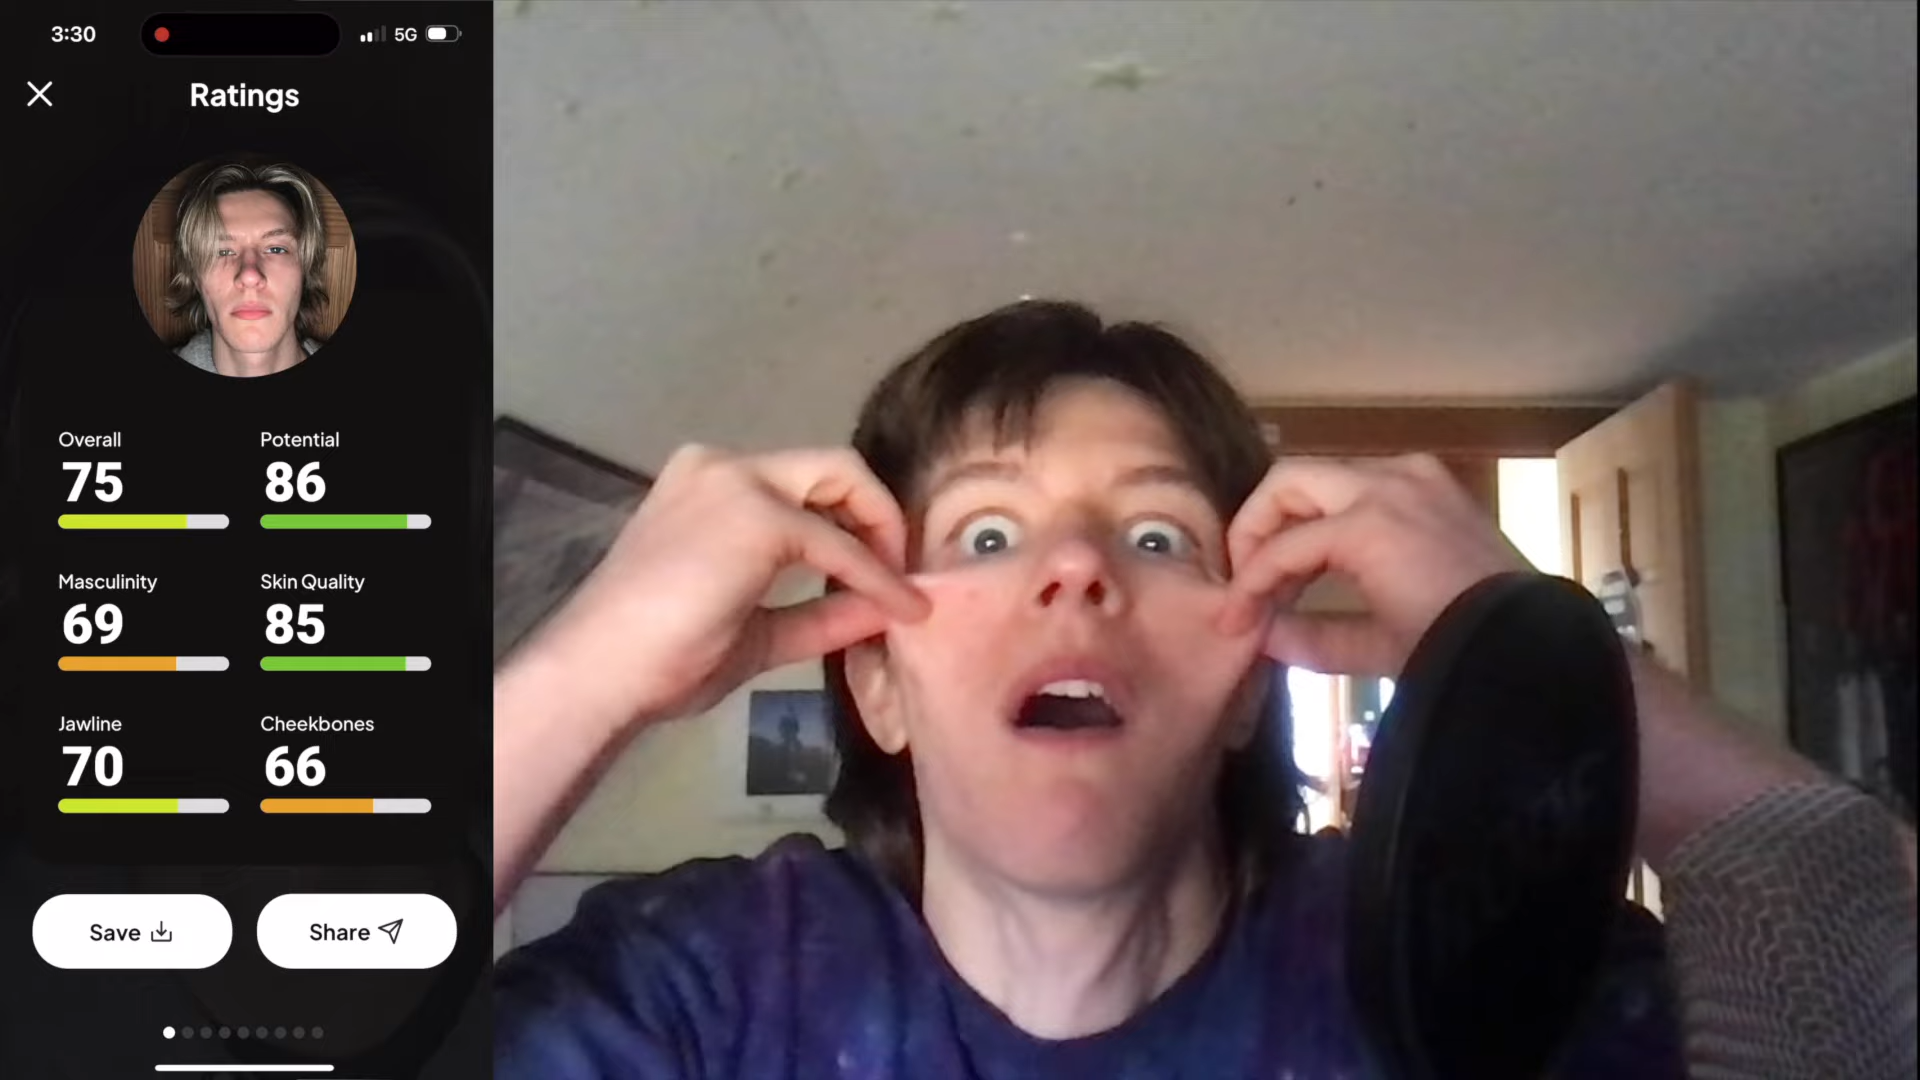 3:30
5G
Ratings
Overall
75
Potential
86
Masculinity
69
Skin Quality
85
Jawline
70
Cheekbones
66
Save
Share